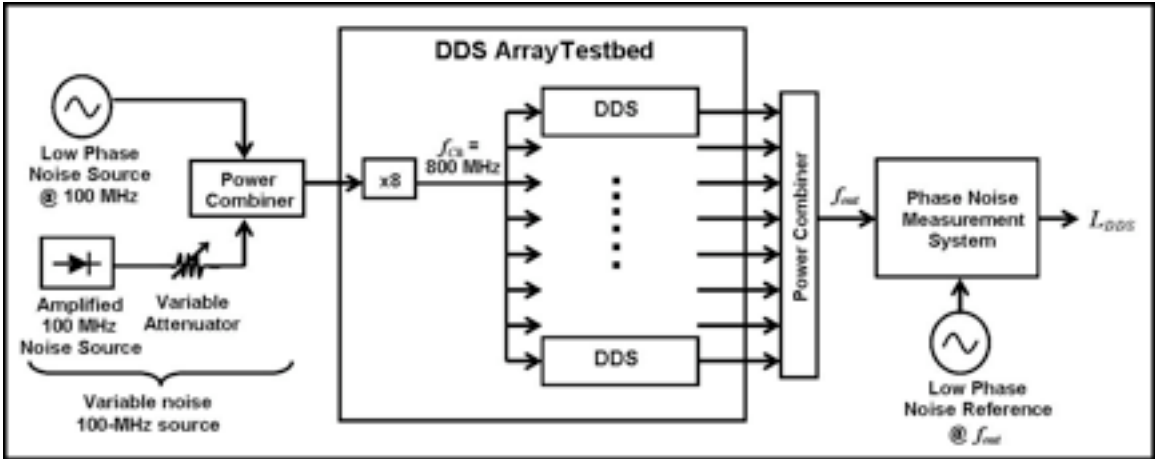 DDS ArrayTestbed
Low Phase
Noise Source
@ 100 MHz
Power
Combiner
x8
f_CR =
800 MHz
DDS
DDS
Amplified
100 MHz
Noise Source
Variable
Attenuator
Variable noise
100-MHz source
Power Combiner
f_out
Phase Noise
Measurement
System
L_DDS
Low Phase
Noise Reference
@ f_out